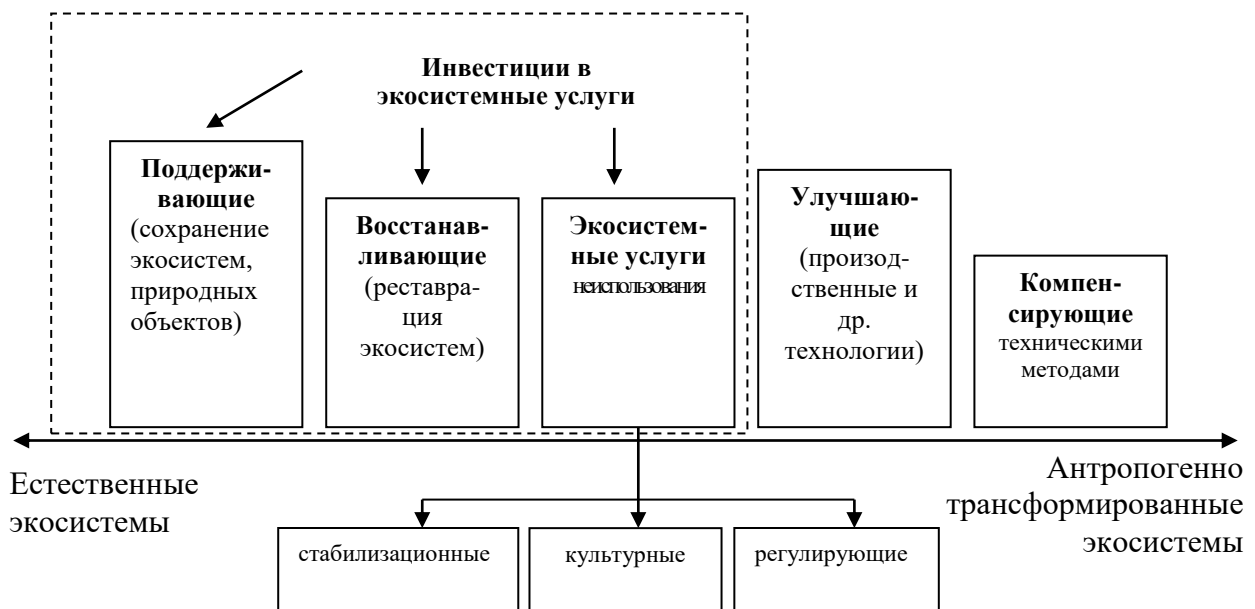 Инвестиции в
экосистемные услуги
Поддержи-
вающие
(сохранение
экосистем,
природных
объектов)
Восстанав-
ливающие
(реставра-
ция
экосистем)
Экосистем-
ные услуги
неиспользования
Улучшаю-
щие
(произод-
ственные и
др.
технологии)
Компен-
сирующие
техническими
методами
Естественные
экосистемы
Антропогенно
трансформированные
экосистемы
стабилизационные
культурные
регулирующие